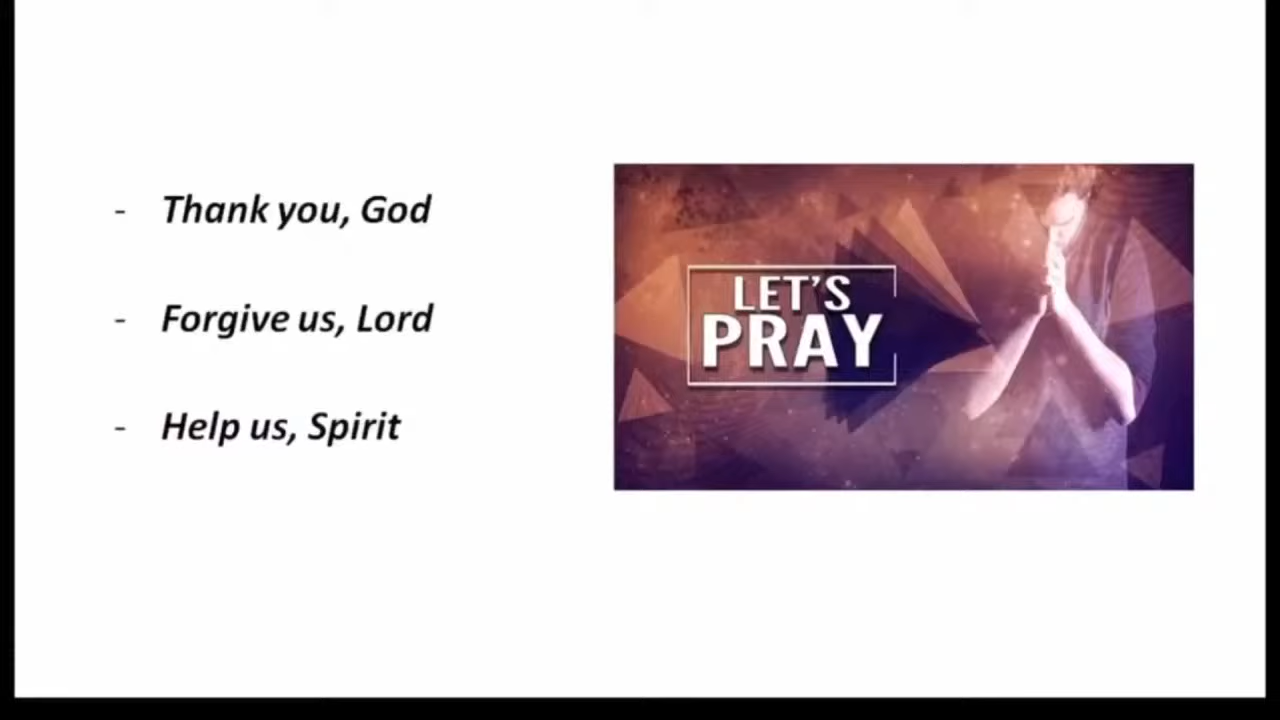 - Thank you, God
- Forgive us, Lord
- Help us, Spirit
LET'S
PRAY